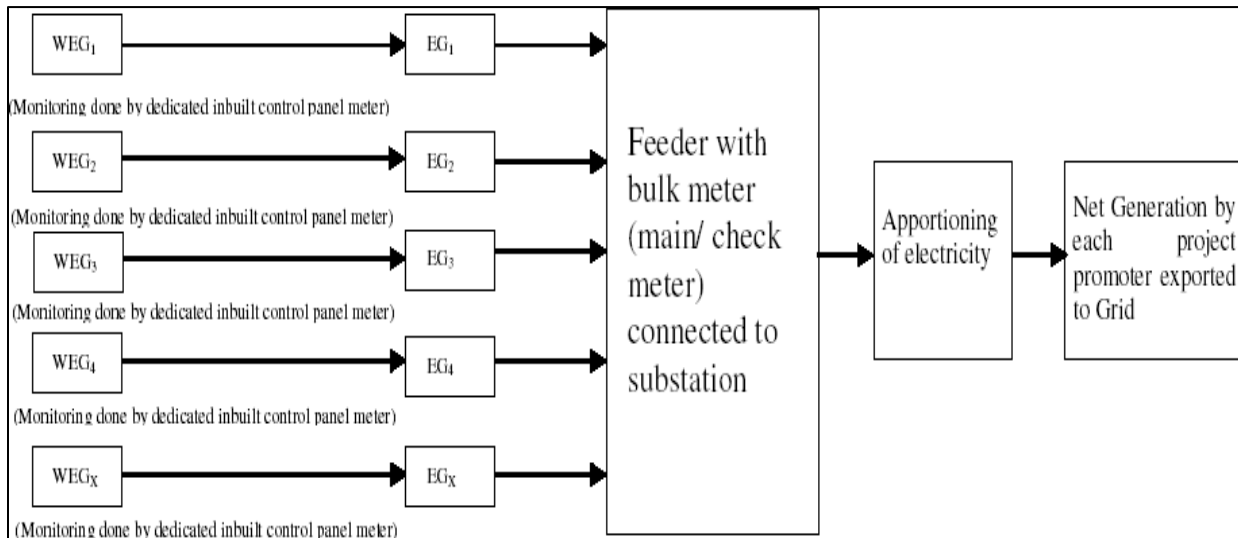 WEG₁
EG₁
(Monitoring done by dedicated inbuilt control panel meter)
WEG₂
EG₂
(Monitoring done by dedicated inbuilt control panel meter)
WEG₃
EG₃
(Monitoring done by dedicated inbuilt control panel meter)
WEG₄
EG₄
(Monitoring done by dedicated inbuilt control panel meter)
WEGₓ
EGₓ
(Monitoring done by dedicated inbuilt control panel meter)
Feeder with
bulk meter
(main/ check
meter)
connected to
substation
Apportioning
of electricity
Net Generation by
each project
promoter exported
to Grid